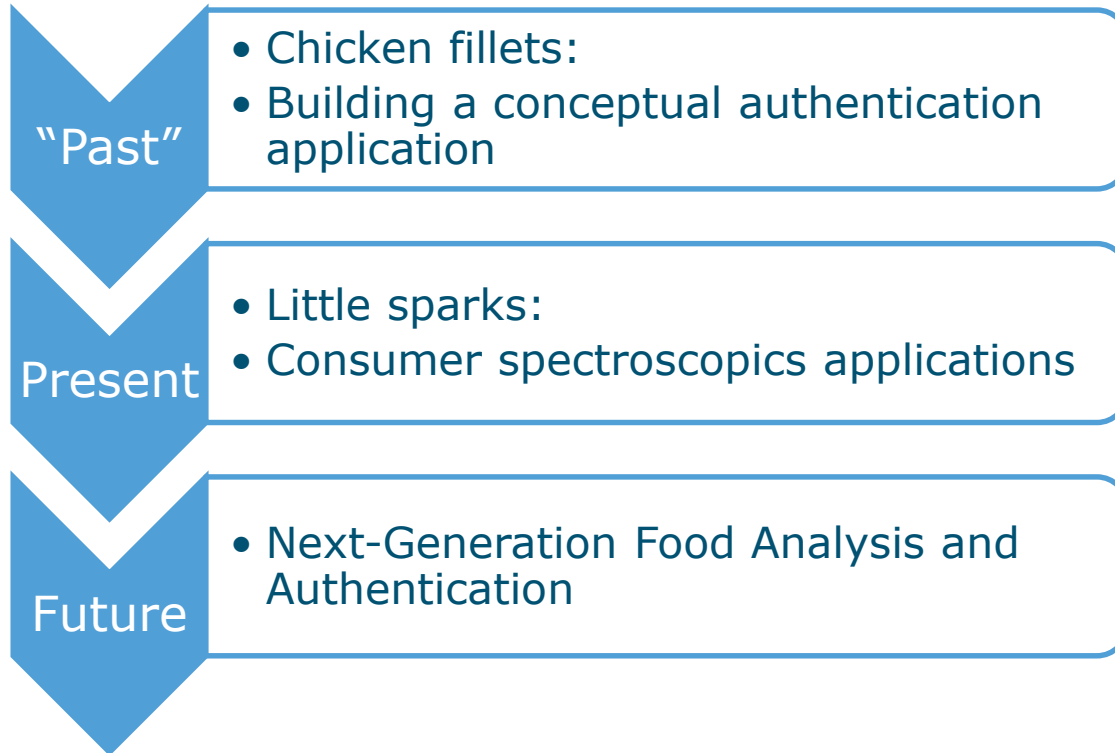 “Past”
• Chicken fillets:
• Building a conceptual authentication
application
Present
• Little sparks:
• Consumer spectroscopics applications
Future
• Next-Generation Food Analysis and
Authentication